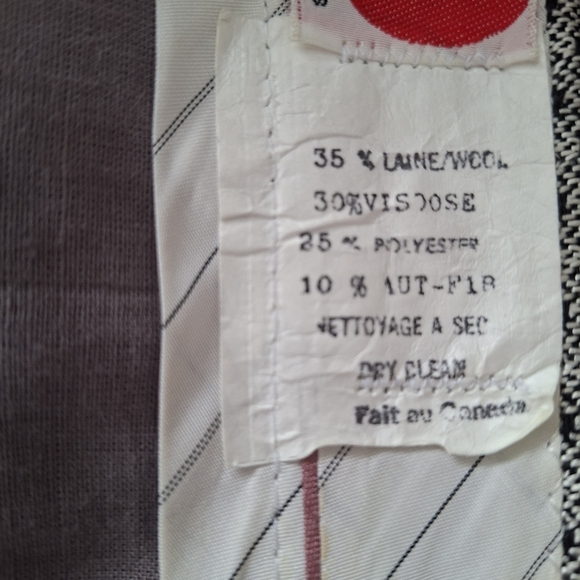 35 % LAINE/WOOL
30% VISCOSE
25 % POLYESTER
10 % AUT-FIB
NETTOYAGE A SEC
DRY CLEAN
Fait au Canada